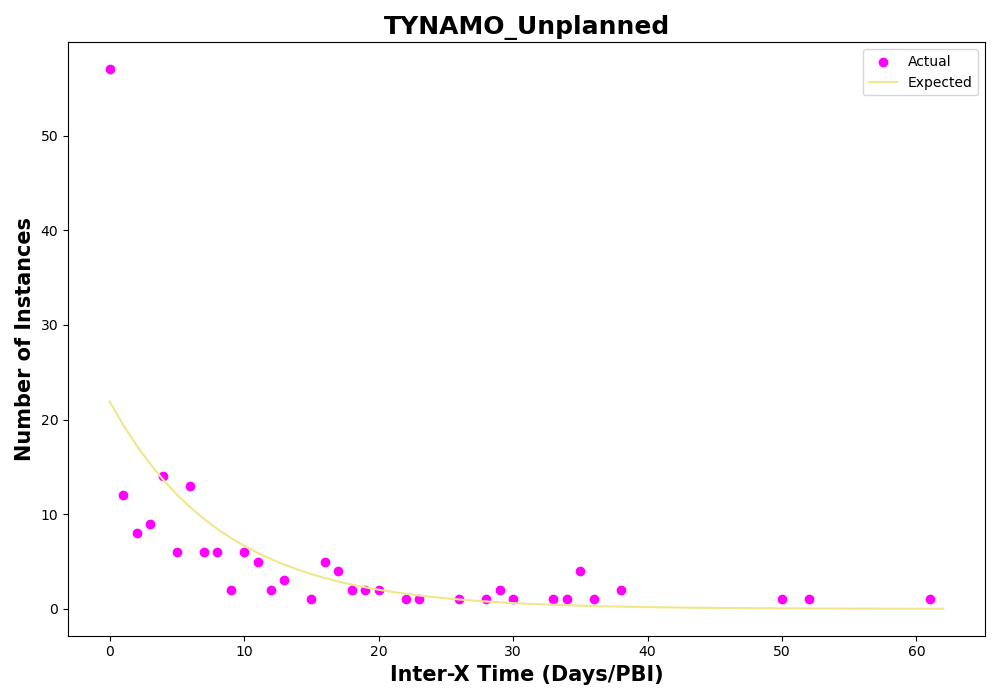 TYNAMO_Unplanned
Actual
Expected
Number of Instances
50
40
30
20
10
0
0 10 20 30 40 50 60
Inter-X Time (Days/PBI)